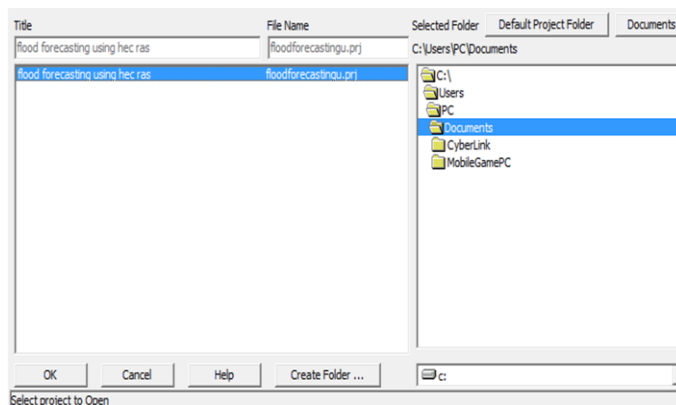 Title File Name Selected Folder Default Project Folder Documents
flood forecasting using hec ras floodforecastingu.prj C:\Users\PC\Documents
flood forecasting using hec ras floodforecastingu.prj
C:\
Users
PC
Documents
CyberLink
MobileGamePC
OK Cancel Help Create Folder ... c:
Select project to Open